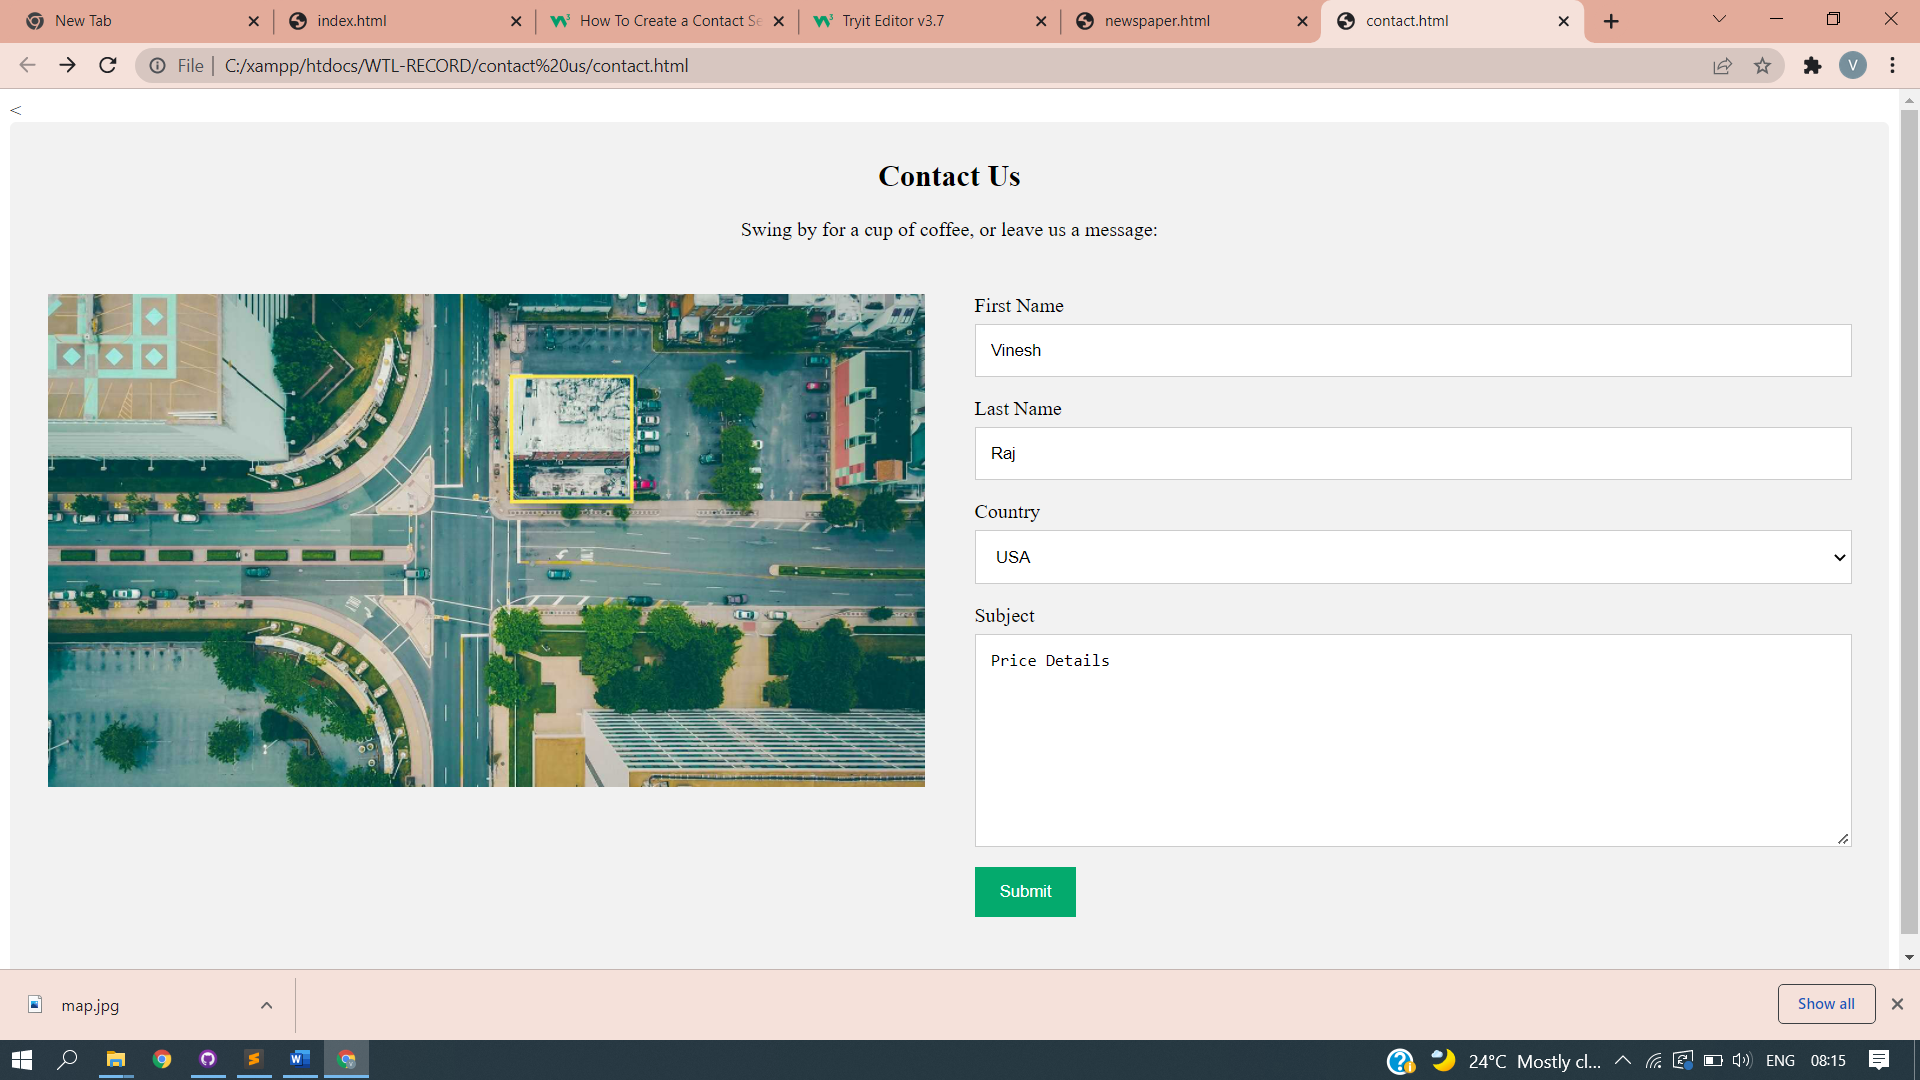 New Tab
index.html
How To Create a Contact Se
Tryit Editor v3.7
newspaper.html
contact.html
File
C:/xampp/htdocs/WTL-RECORD/contact%20us/contact.html
V
<
Contact Us
Swing by for a cup of coffee, or leave us a message:
First Name
Vinesh
Last Name
Raj
Country
USA
Subject
Price Details
Submit
map.jpg
Show all
24°C Mostly cl...
ENG
08:15